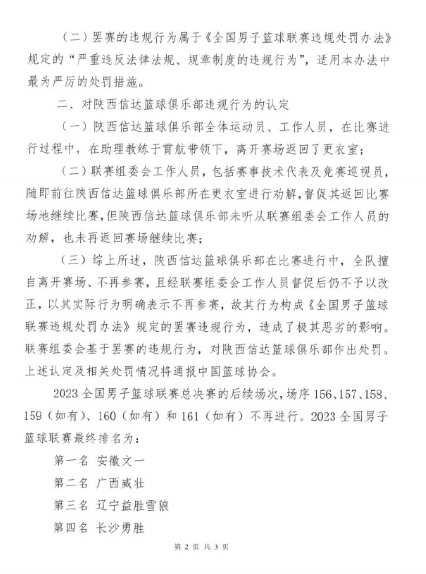 （二）罢赛的违规行为属于《全国男子篮球联赛违规处罚办法》
规定的“严重违反法律法规、规章制度的违规行为”，适用本办法中
最为严厉的处罚措施。
二、对陕西信达篮球俱乐部违规行为的认定
（一）陕西信达篮球俱乐部全体运动员、工作人员，在比赛进
行过程中，在助理教练于宵航带领下，离开赛场返回了更衣室；
（二）联赛组委会工作人员，包括赛事技术代表及竞赛巡视员，
随即前往陕西信达篮球俱乐部所在更衣室进行劝解，督促其返回比赛
场地继续比赛，但陕西信达篮球俱乐部未听从联赛组委会工作人员的
劝解，也未再返回赛场继续比赛；
（三）综上所述，陕西信达篮球俱乐部在比赛进行中，全队擅
自离开赛场、不再参赛，且经联赛组委会工作人员督促后仍不予以改
正，以其实际行为明确表示不再参赛，故其行为构成《全国男子篮球
联赛违规处罚办法》规定的罢赛违规行为，造成了极其恶劣的影响。
联赛组委会基于罢赛的违规行为，对陕西信达篮球俱乐部作出处罚。
上述认定及相关处罚情况将通报中国篮球协会。
2023 全国男子篮球联赛总决赛的后续场次，场序 156、157、158、
159（如有）、160（如有）和 161（如有）不再进行。2023 全国男子
篮球联赛最终排名为：
第一名 安徽文一
第二名 广西威壮
第三名 辽宁益胜雪狼
第四名 长沙勇胜
第 2 页 共 3 页